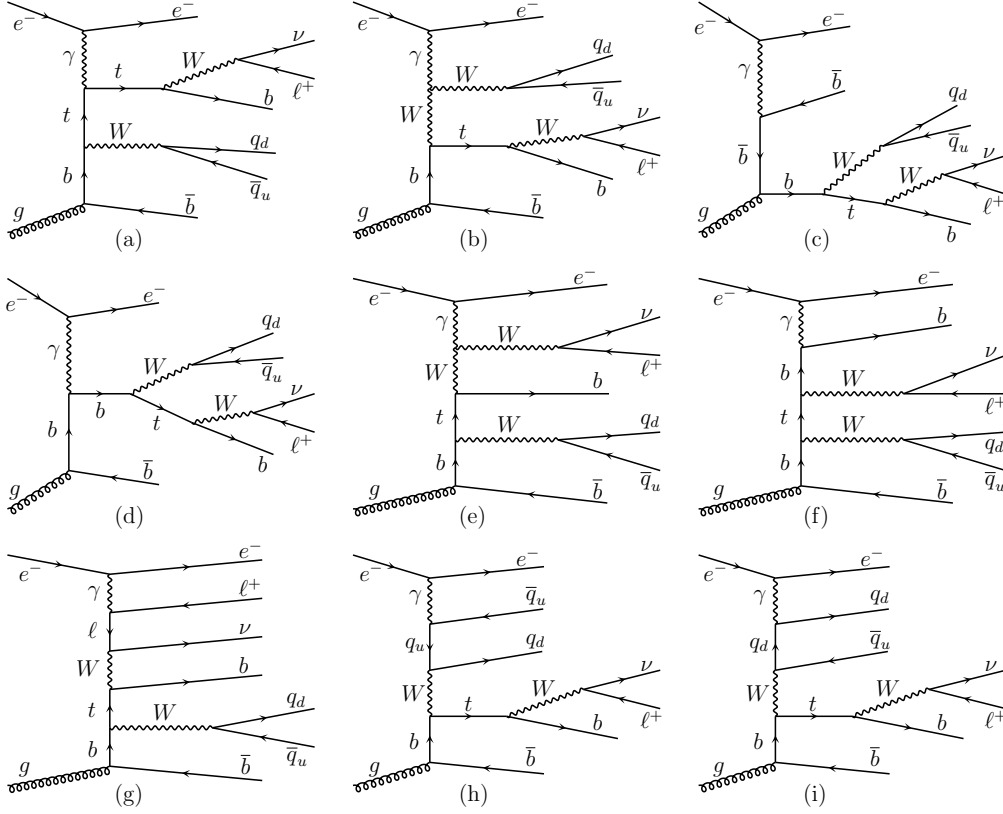 e⁻ e⁻
γ
t W ν
ℓ⁺
b
t
W q_d
q̅_u
b
g b̅
(a)
e⁻ e⁻
γ
W q_d
q̅_u
W
t W ν
ℓ⁺
b
b
g b̅
(b)
e⁻ e⁻
γ
b̅
q_d
b̅ W q̅_u
b W ν
t ℓ⁺
g b
(c)
e⁻ e⁻
γ
q_d
W q̅_u
b W ν
b t ℓ⁺
b
g b̅
(d)
e⁻ e⁻
γ
W ν
ℓ⁺
W
b
t
W q_d
b q̅_u
g b̅
(e)
e⁻ e⁻
γ
b
b W ν
ℓ⁺
t
W q_d
b q̅_u
g b̅
(f)
e⁻ e⁻
γ ℓ⁺
ℓ
ν
W b
t W q_d
b q̅_u
g b̅
(g)
e⁻ e⁻
γ
q̅_u
q_u q_d
W W ν
t ℓ⁺
b b
g b̅
(h)
e⁻ e⁻
γ
q_d
q_d q̅_u
W W ν
t ℓ⁺
b b
g b̅
(i)